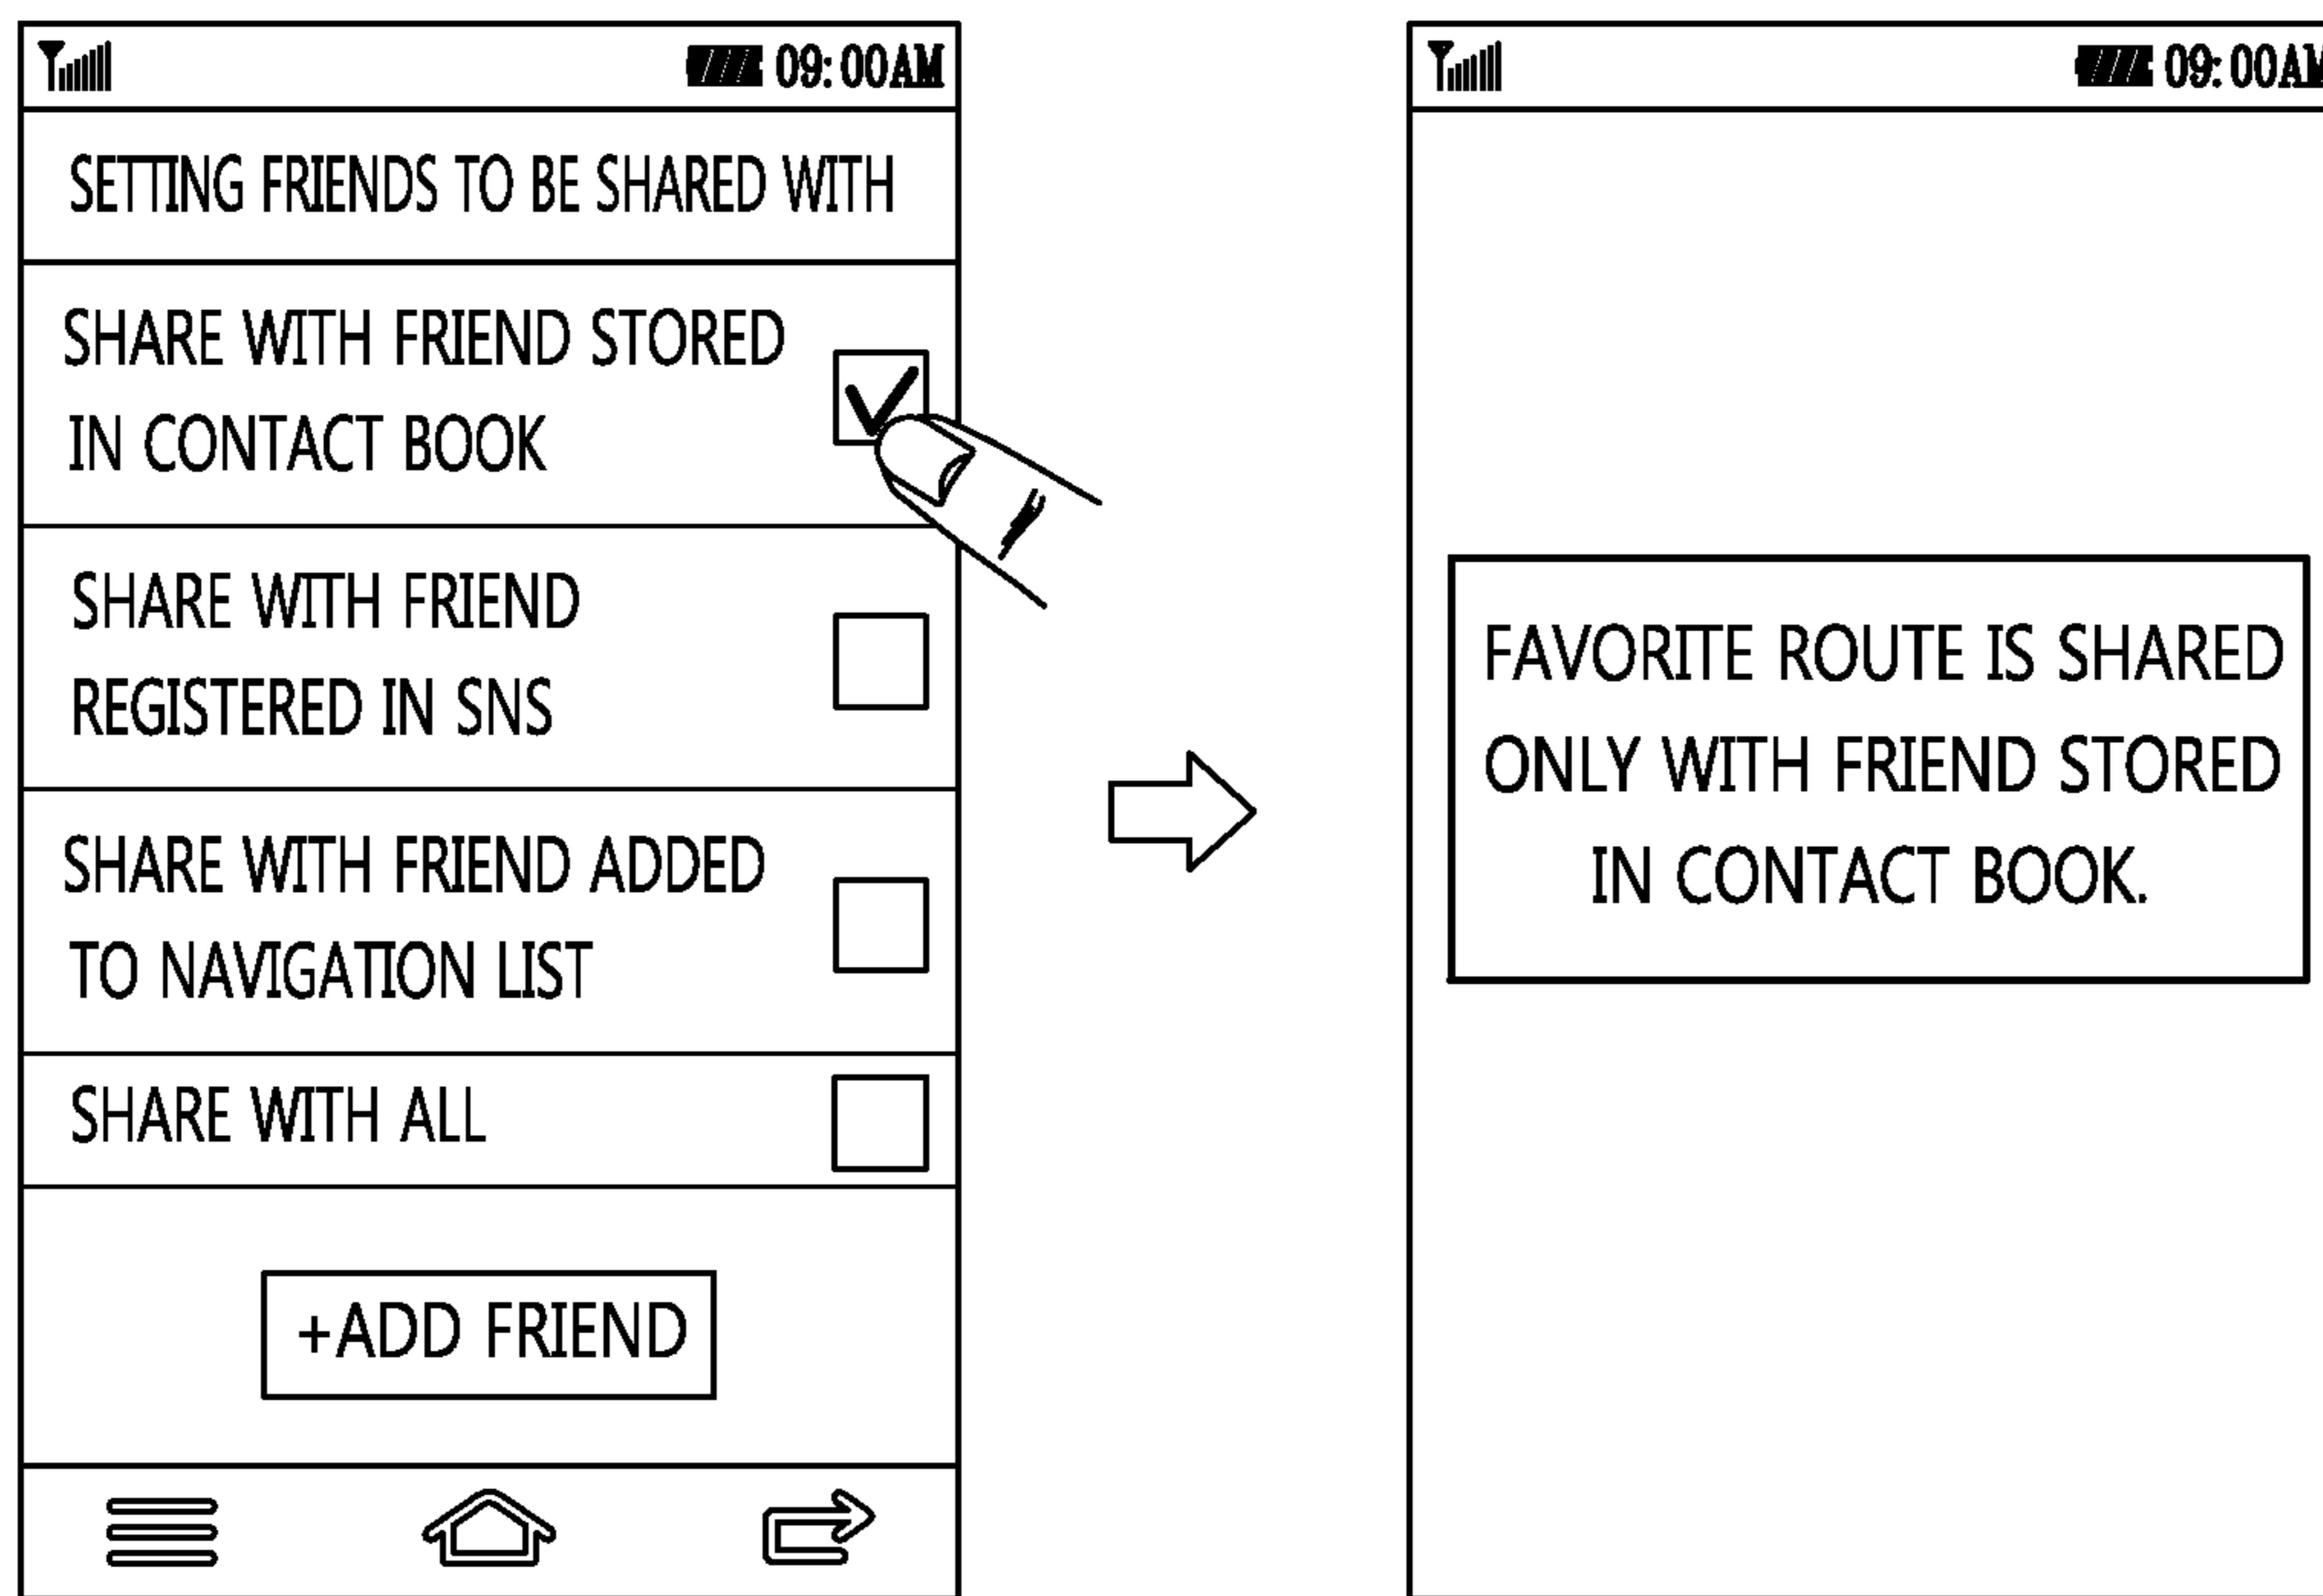 09:00AM
SETTING FRIENDS TO BE SHARED WITH
SHARE WITH FRIEND STORED
IN CONTACT BOOK
SHARE WITH FRIEND
REGISTERED IN SNS
SHARE WITH FRIEND ADDED
TO NAVIGATION LIST
SHARE WITH ALL
+ADD FRIEND
09:00AM
FAVORITE ROUTE IS SHARED
ONLY WITH FRIEND STORED
IN CONTACT BOOK.